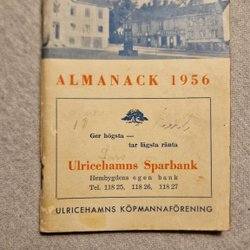 ALMANACK 1956
Ger högsta —
tar lägsta ränta
Ulricehamns Sparbank
Hembygdens egen bank
Tel. 118 25, 118 26, 118 27
ULRICEHAMNS KÖPMANNAFÖRENING